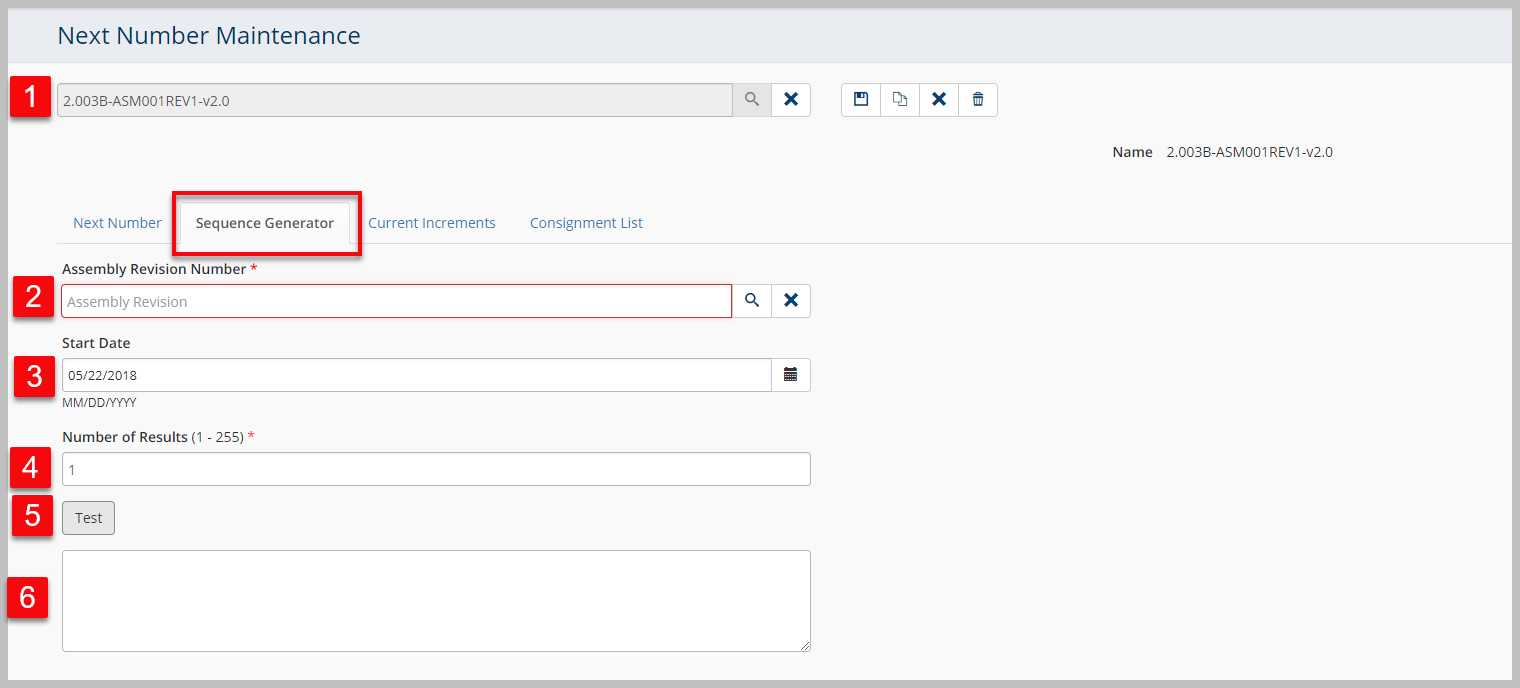 Next Number Maintenance
1
2.003B-ASM001REV1-v2.0
Name 2.003B-ASM001REV1-v2.0
Next Number Sequence Generator Current Increments Consignment List
Assembly Revision Number *
2
Assembly Revision
Start Date
3
05/22/2018
MM/DD/YYYY
Number of Results (1 - 255) *
4
1
5
Test
6